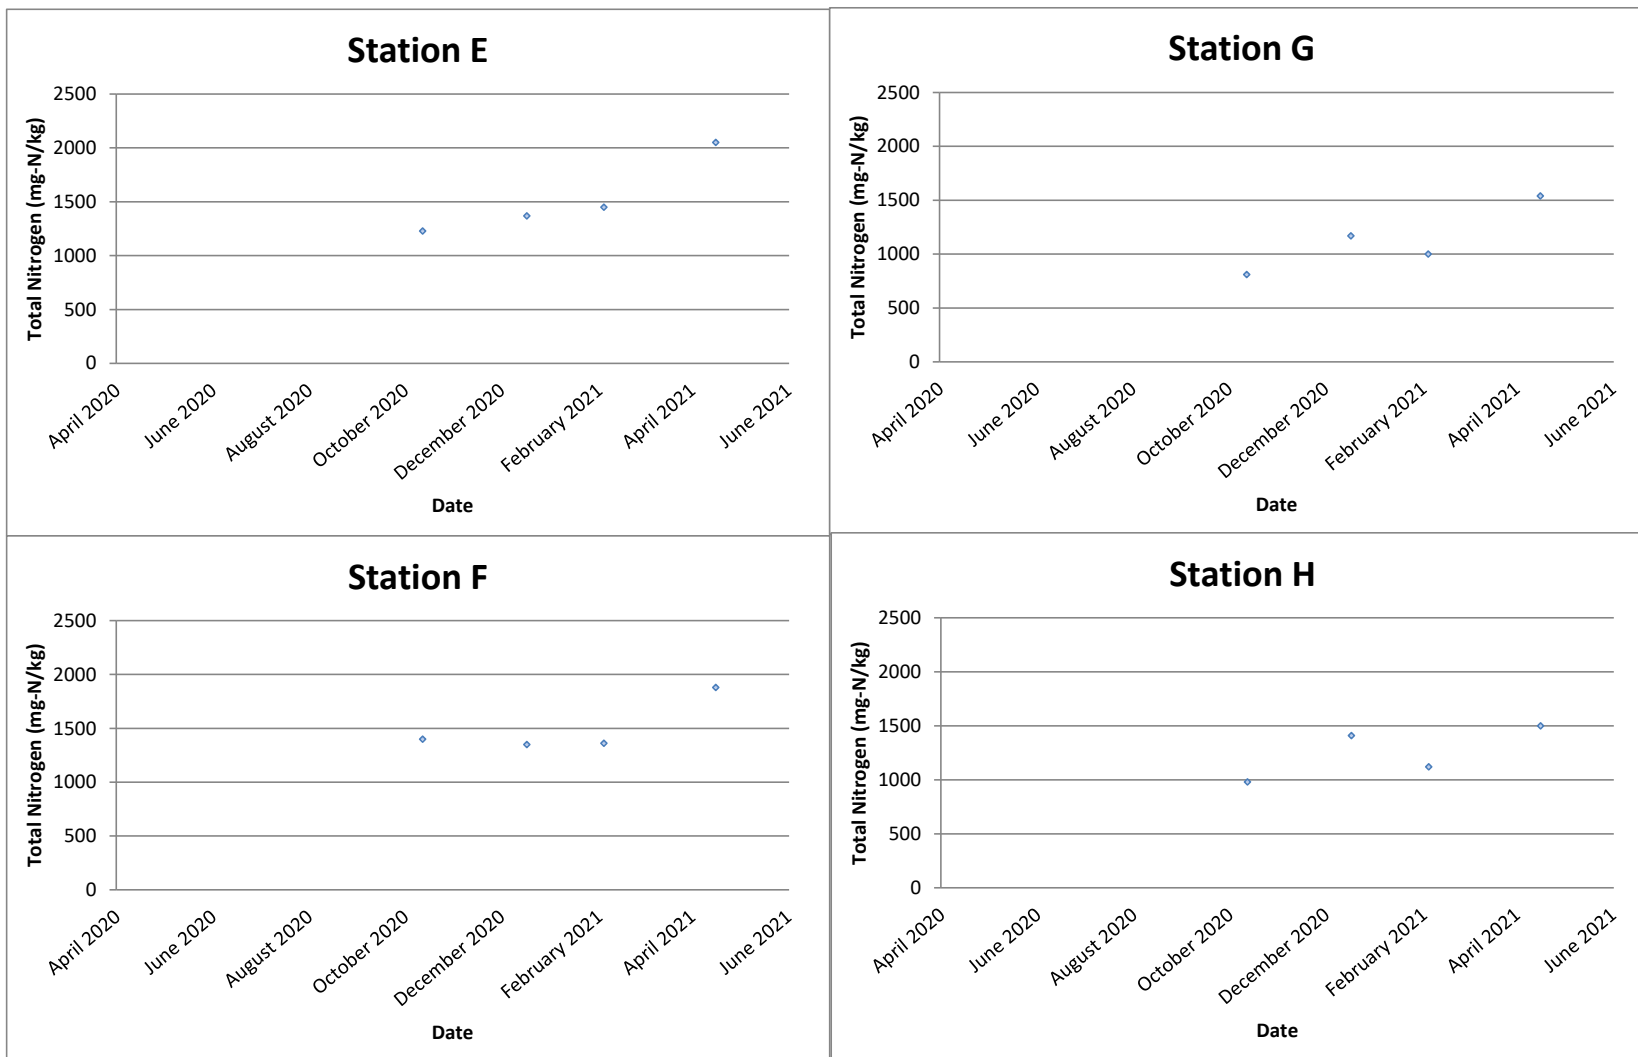 Station E
Total Nitrogen (mg-N/kg)
2500
2000
1500
1000
500
0
April 2020
June 2020
August 2020
October 2020
December 2020
February 2021
April 2021
June 2021
Date
Station G
Total Nitrogen (mg-N/kg)
2500
2000
1500
1000
500
0
April 2020
June 2020
August 2020
October 2020
December 2020
February 2021
April 2021
June 2021
Date
Station F
Total Nitrogen (mg-N/kg)
2500
2000
1500
1000
500
0
April 2020
June 2020
August 2020
October 2020
December 2020
February 2021
April 2021
June 2021
Date
Station H
Total Nitrogen (mg-N/kg)
2500
2000
1500
1000
500
0
April 2020
June 2020
August 2020
October 2020
December 2020
February 2021
April 2021
June 2021
Date